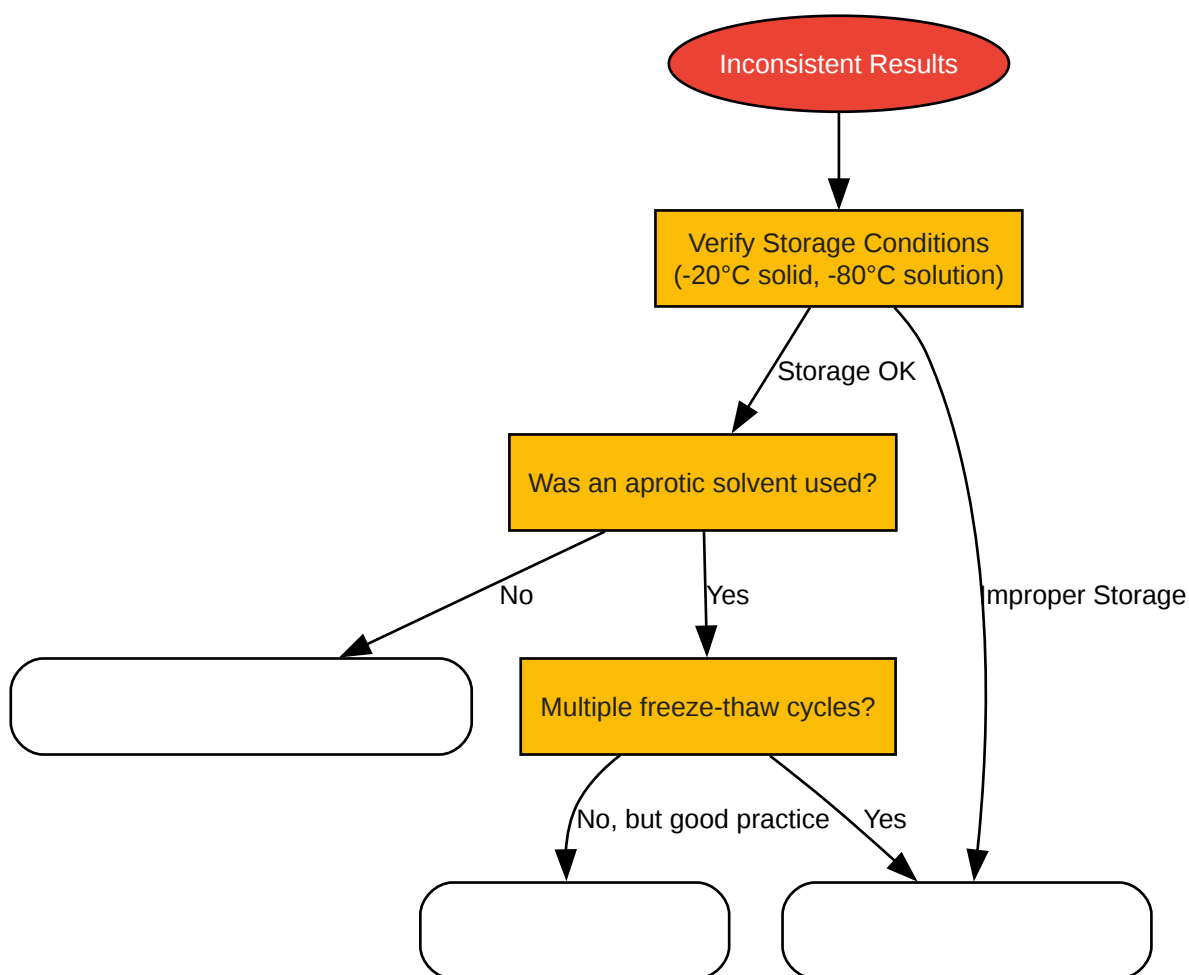 Inconsistent Results
Verify Storage Conditions
(-20°C solid, -80°C solution)
Storage OK
Was an aprotic solvent used?
No
Yes
Improper Storage
Multiple freeze-thaw cycles?
No, but good practice
Yes